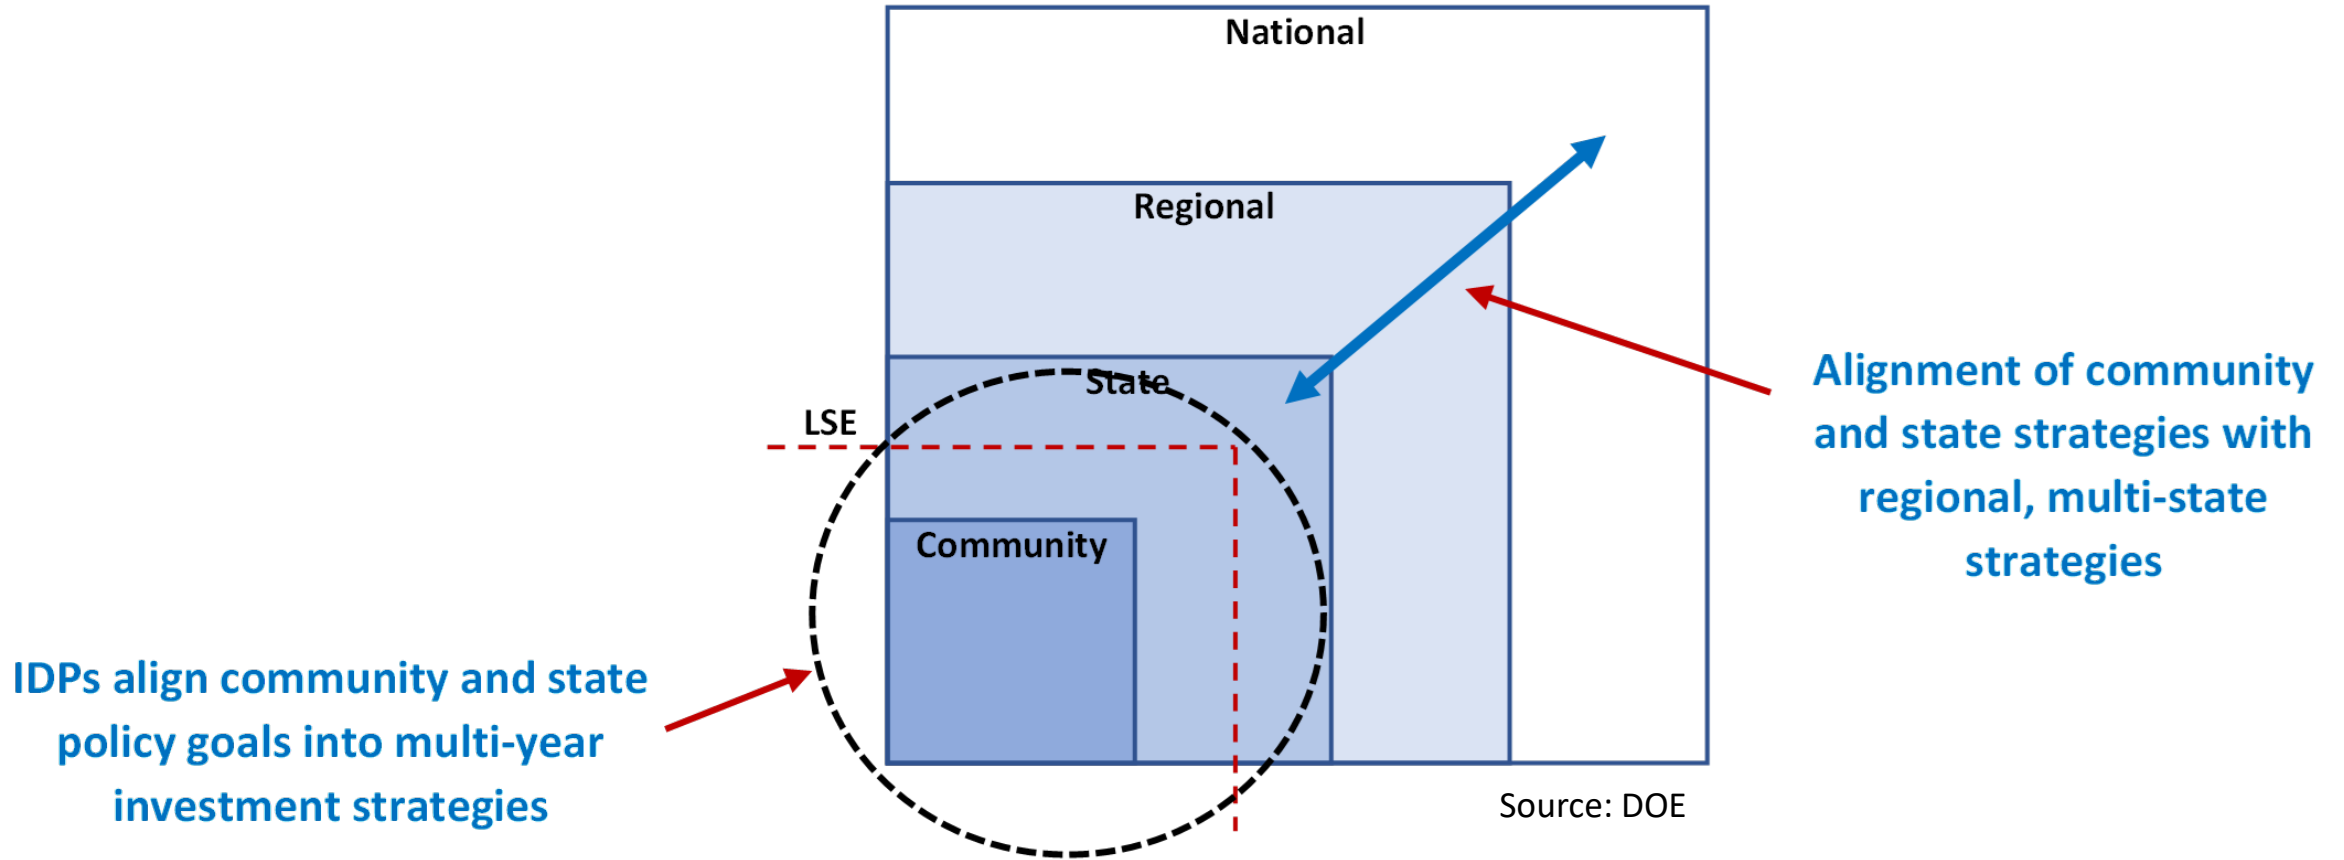 National
Regional
State
LSE
Community
Alignment of community
and state strategies with
regional, multi-state
strategies
IDPs align community and state
policy goals into multi-year
investment strategies
Source: DOE